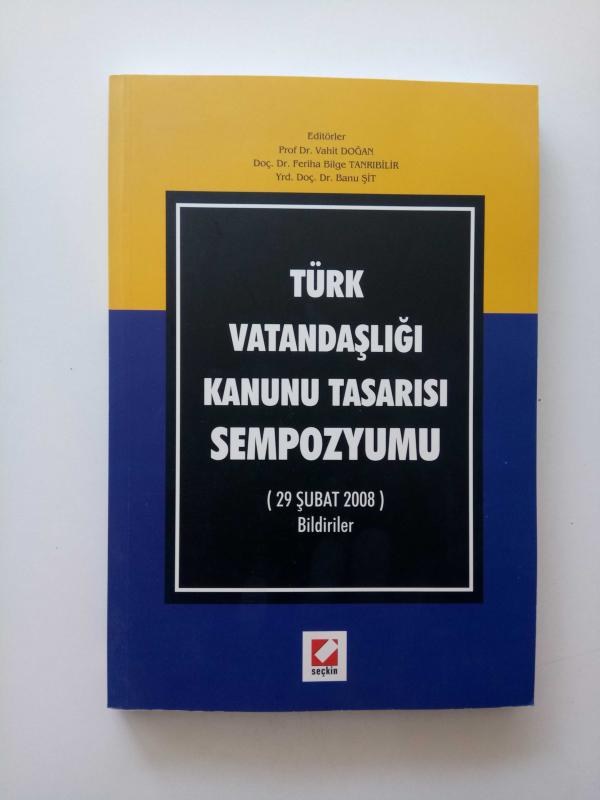 Editörler
Prof Dr. Vahit DOĞAN
Doç. Dr. Feriha Bilge TANRIBİLİR
Yrd. Doç. Dr. Banu ŞİT
TÜRK
VATANDAŞLIĞI
KANUNU TASARISI
SEMPOZYUMU
( 29 ŞUBAT 2008 )
Bildiriler
seçkin